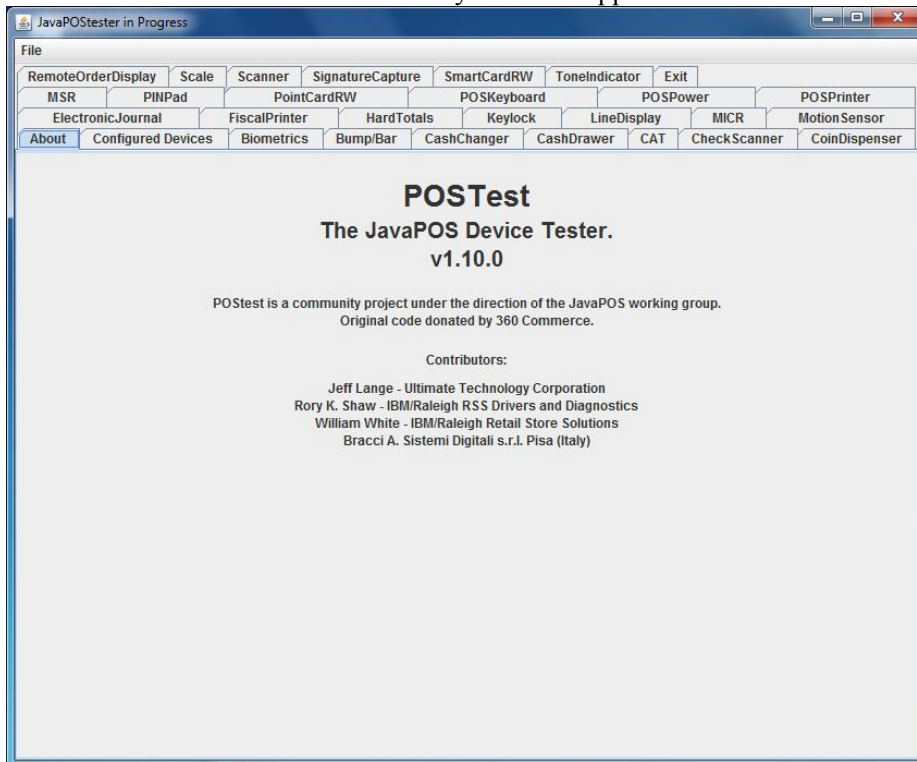 JavaPOStester in Progress
File
RemoteOrderDisplay Scale Scanner SignatureCapture SmartCardRW ToneIndicator Exit
MSR PINPad PointCardRW POSKeyboard POSPower POSPrinter
ElectronicJournal FiscalPrinter HardTotals Keylock LineDisplay MICR MotionSensor
About Configured Devices Biometrics Bump/Bar CashChanger CashDrawer CAT CheckScanner CoinDispenser
POSTest
The JavaPOS Device Tester.
v1.10.0
POStest is a community project under the direction of the JavaPOS working group.
Original code donated by 360 Commerce.
Contributors:
Jeff Lange - Ultimate Technology Corporation
Rory K. Shaw - IBM/Raleigh RSS Drivers and Diagnostics
William White - IBM/Raleigh Retail Store Solutions
Bracci A. Sistemi Digitali s.r.l. Pisa (Italy)